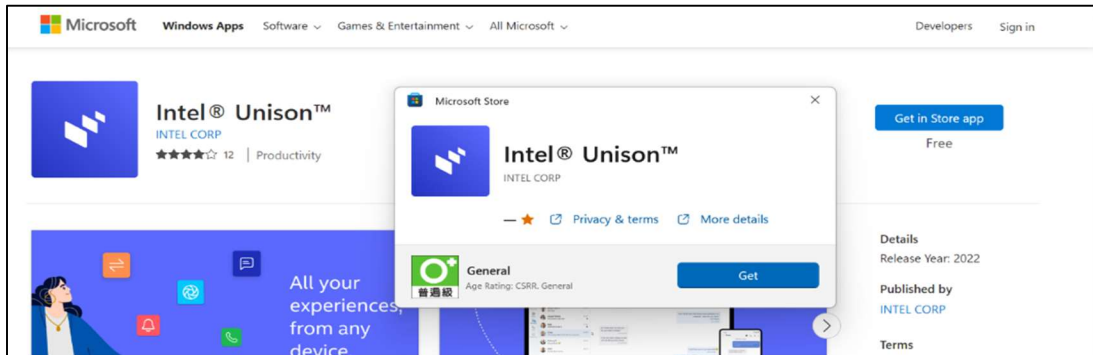 Microsoft Windows Apps Software Games & Entertainment All Microsoft Developers Sign in
Intel® Unison™
INTEL CORP
12 | Productivity
Microsoft Store
Intel® Unison™
INTEL CORP
— Privacy & terms More details
普遍級
General
Age Rating: CSRR. General
Get
Get in Store app
Free
All your
experiences,
from any
device
Details
Release Year: 2022
Published by
INTEL CORP
Terms